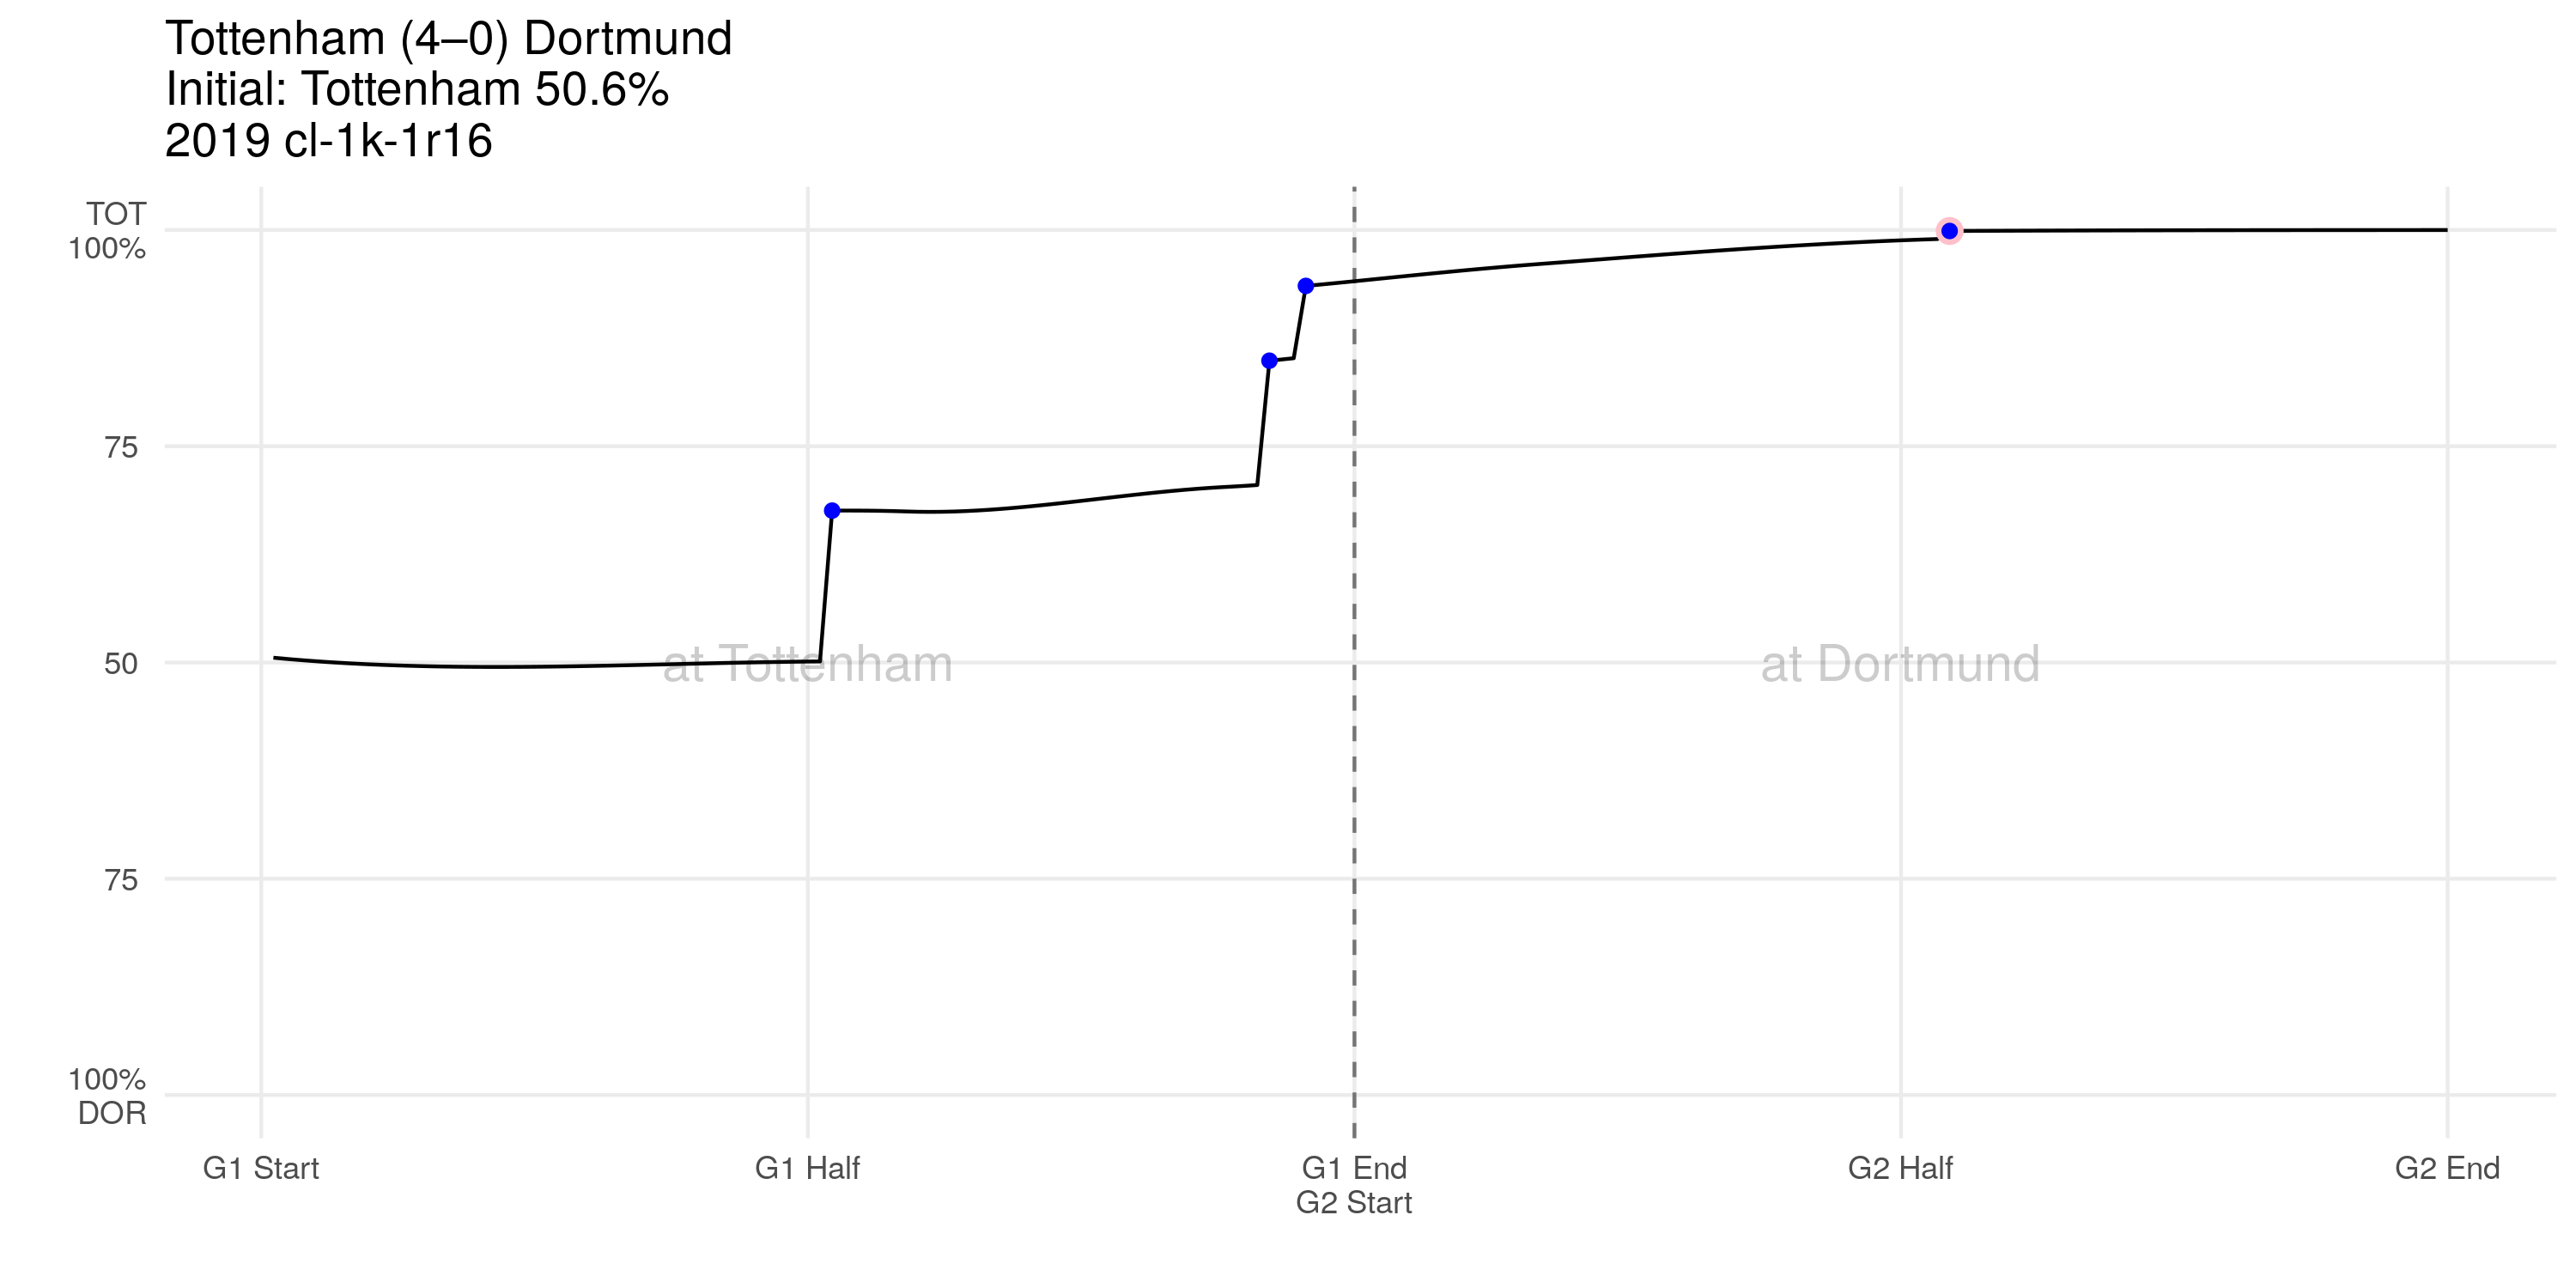 Tottenham (4–0) Dortmund
Initial: Tottenham 50.6%
2019 cl-1k-1r16
TOT
100%
75
50
75
100%
DOR
at Tottenham
at Dortmund
G1 Start
G1 Half
G1 End
G2 Start
G2 Half
G2 End